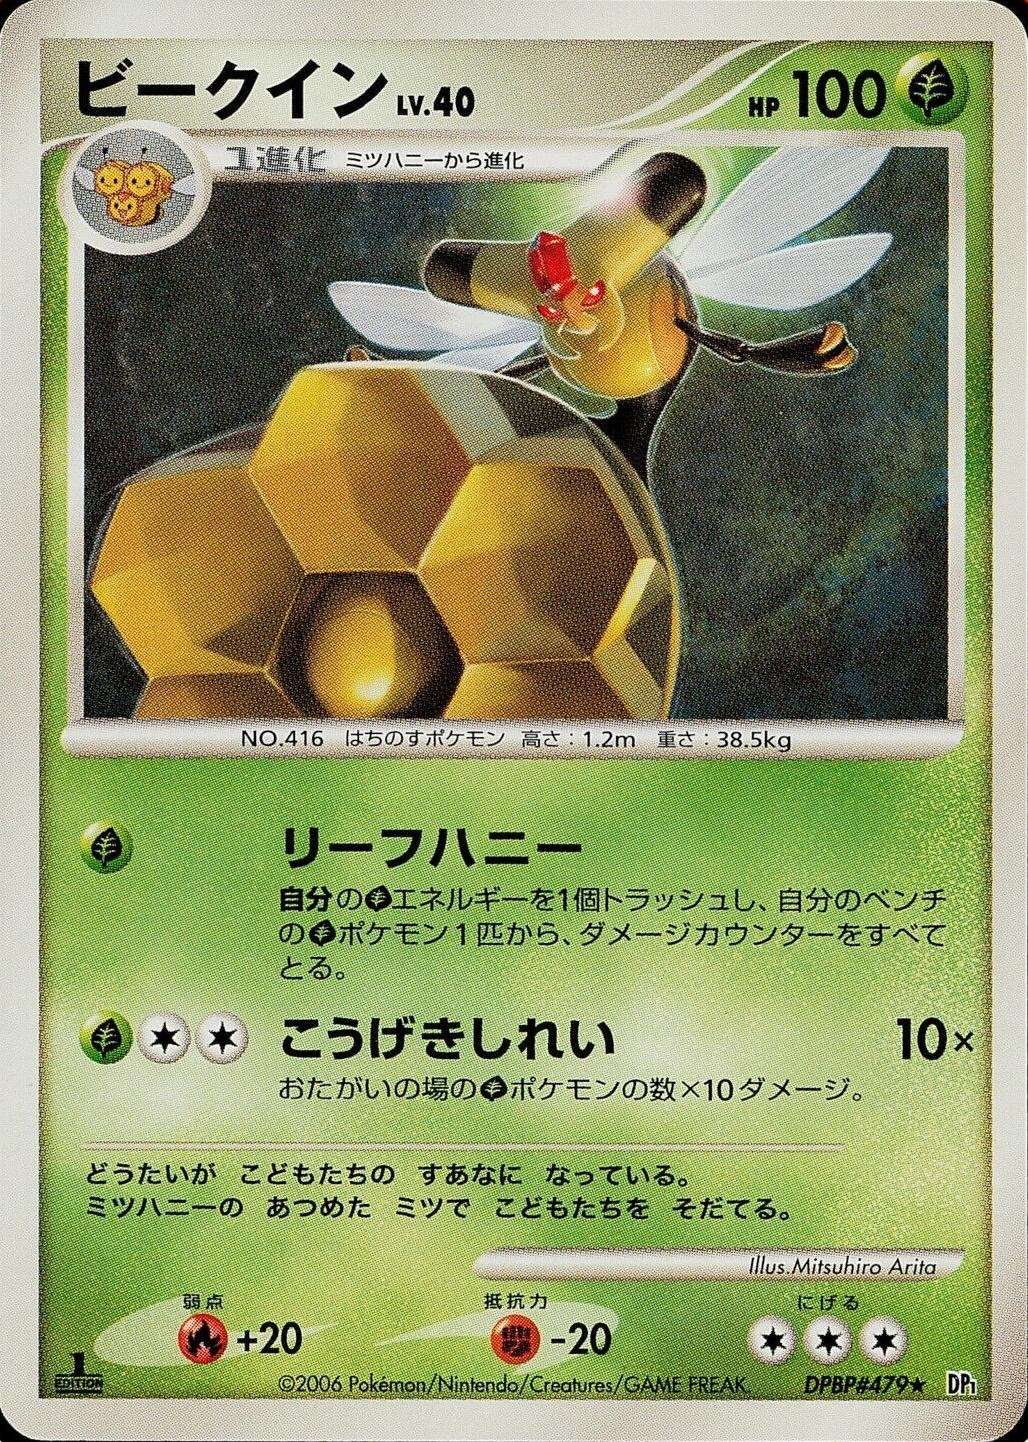 ビークイン LV.40 HP 100
1進化 ミツハニーから進化
NO.416 はちのすポケモン 高さ：1.2m 重さ：38.5kg
リーフハニー
自分のエネルギーを1個トラッシュし、自分のベンチ
のポケモン1匹から、ダメージカウンターをすべて
とる。
こうげきしれい 10×
おたがいの場のポケモンの数×10ダメージ。
どうたいが こどもたちの すあなに なっている。
ミツハニーの あつめた ミツで こどもたちを そだてる。
Illus.Mitsuhiro Arita
弱点 抵抗力 にげる
+20 -20
1 EDITION
©2006 Pokémon/Nintendo/Creatures/GAME FREAK. DPBP#479★ DP1